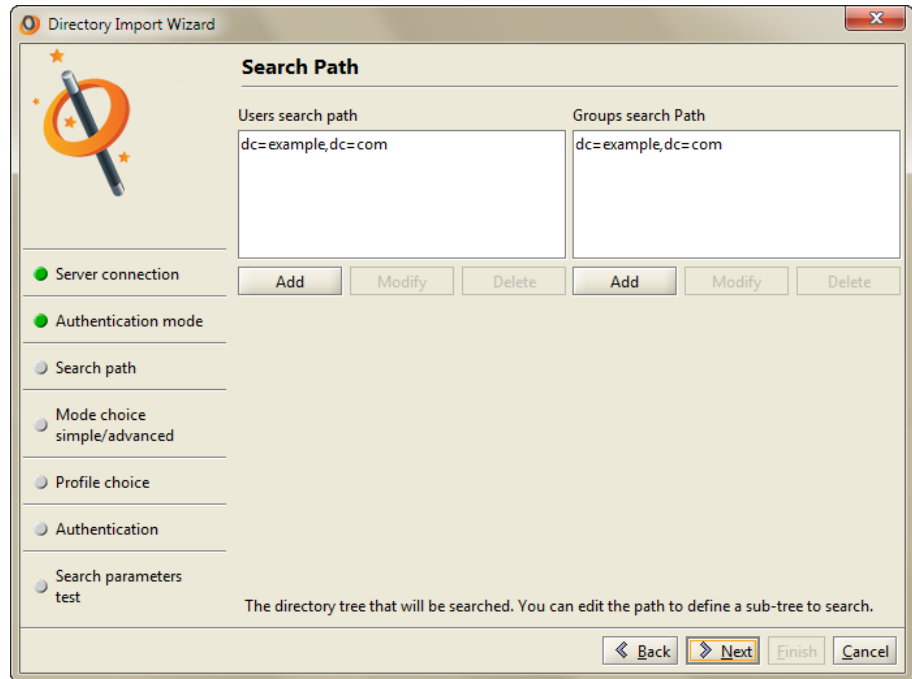 Directory Import Wizard
Search Path
Users search path
dc=example,dc=com
Add
Modify
Delete
Groups search Path
dc=example,dc=com
Add
Modify
Delete
Server connection
Authentication mode
Search path
Mode choice
simple/advanced
Profile choice
Authentication
Search parameters
test
The directory tree that will be searched. You can edit the path to define a sub-tree to search.
Back
Next
Finish
Cancel